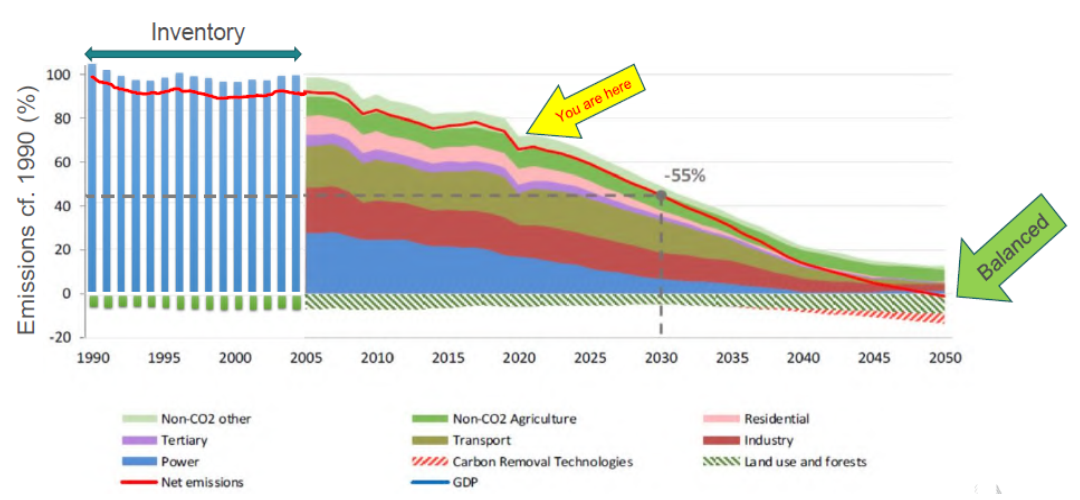 Inventory
Emissions cf. 1990 (%)
100
80
60
40
20
0
-20
You are here
-55%
Balanced
1990 1995 2000 2005 2010 2015 2020 2025 2030 2035 2040 2045 2050
Non-CO2 other Non-CO2 Agriculture Residential
Tertiary Transport Industry
Power Carbon Removal Technologies Land use and forests
Net emissions GDP